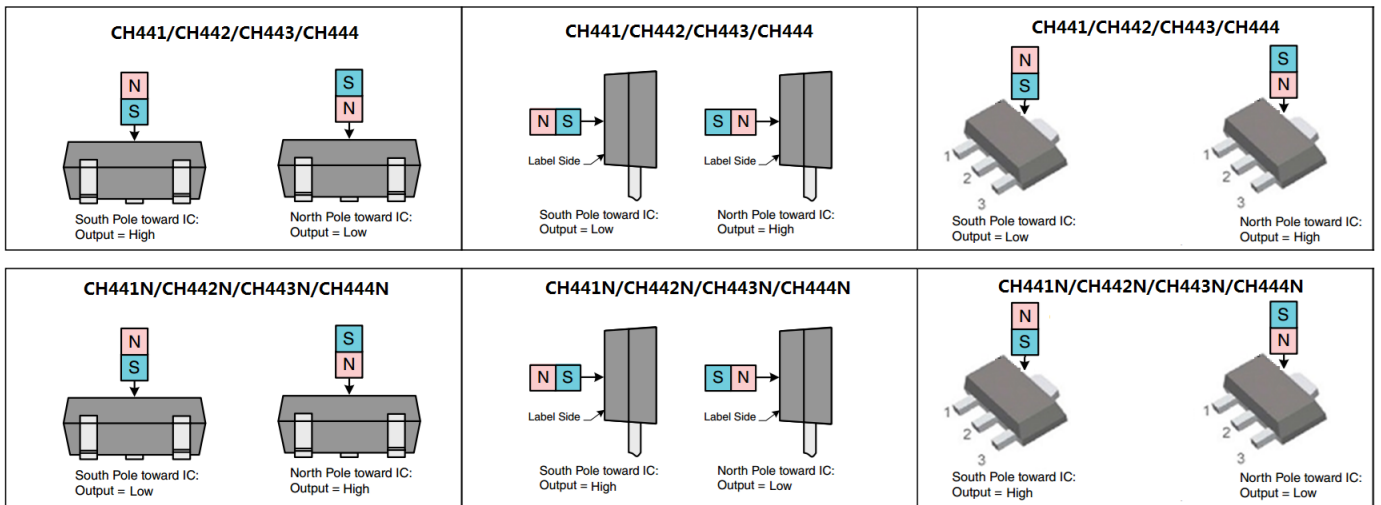 CH441/CH442/CH443/CH444
N
S
S
N
South Pole toward IC:
Output = High
North Pole toward IC:
Output = Low
CH441/CH442/CH443/CH444
N S
S N
Label Side
Label Side
South Pole toward IC:
Output = Low
North Pole toward IC:
Output = High
CH441/CH442/CH443/CH444
N
S
S
N
1
2
3
1
2
3
South Pole toward IC:
Output = Low
North Pole toward IC:
Output = High
CH441N/CH442N/CH443N/CH444N
N
S
S
N
South Pole toward IC:
Output = Low
North Pole toward IC:
Output = High
CH441N/CH442N/CH443N/CH444N
N S
S N
Label Side
Label Side
South Pole toward IC:
Output = High
North Pole toward IC:
Output = Low
CH441N/CH442N/CH443N/CH444N
N
S
S
N
1
2
3
1
2
3
South Pole toward IC:
Output = High
North Pole toward IC:
Output = Low